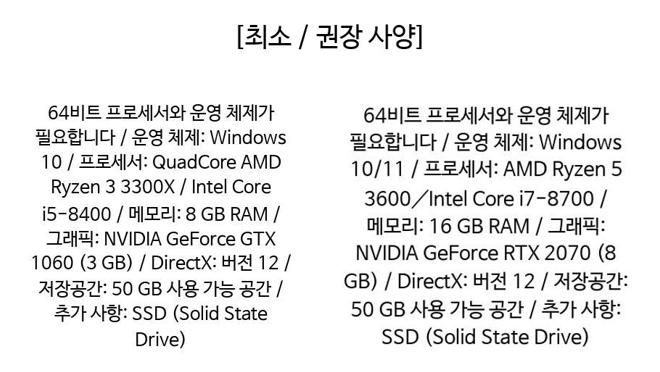 [최소 / 권장 사양]
64비트 프로세서와 운영 체제가
필요합니다 / 운영 체제: Windows
10 / 프로세서: QuadCore AMD
Ryzen 3 3300X / Intel Core
i5-8400 / 메모리: 8 GB RAM /
그래픽: NVIDIA GeForce GTX
1060 (3 GB) / DirectX: 버전 12 /
저장공간: 50 GB 사용 가능 공간 /
추가 사항: SSD (Solid State
Drive)
64비트 프로세서와 운영 체제가
필요합니다 / 운영 체제: Windows
10/11 / 프로세서: AMD Ryzen 5
3600／Intel Core i7-8700 /
메모리: 16 GB RAM / 그래픽:
NVIDIA GeForce RTX 2070 (8
GB) / DirectX: 버전 12 / 저장공간:
50 GB 사용 가능 공간 / 추가 사항:
SSD (Solid State Drive)